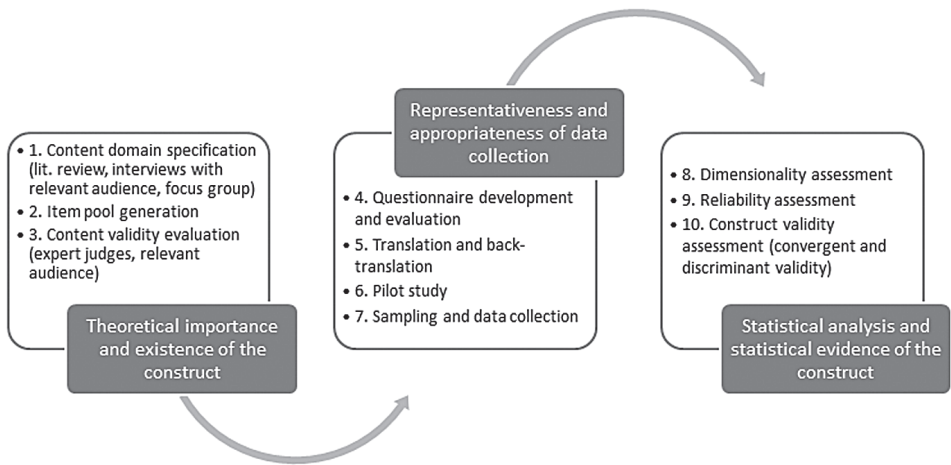 • 1. Content domain specification
(lit. review, interviews with
relevant audience, focus group)
• 2. Item pool generation
• 3. Content validity evaluation
(expert judges, relevant
audience)
Theoretical importance
and existence of the
construct
Representativeness and
appropriateness of data
collection
• 4. Questionnaire development
and evaluation
• 5. Translation and back-
translation
• 6. Pilot study
• 7. Sampling and data collection
• 8. Dimensionality assessment
• 9. Reliability assessment
• 10. Construct validity
assessment (convergent and
discriminant validity)
Statistical analysis and
statistical evidence of the
construct